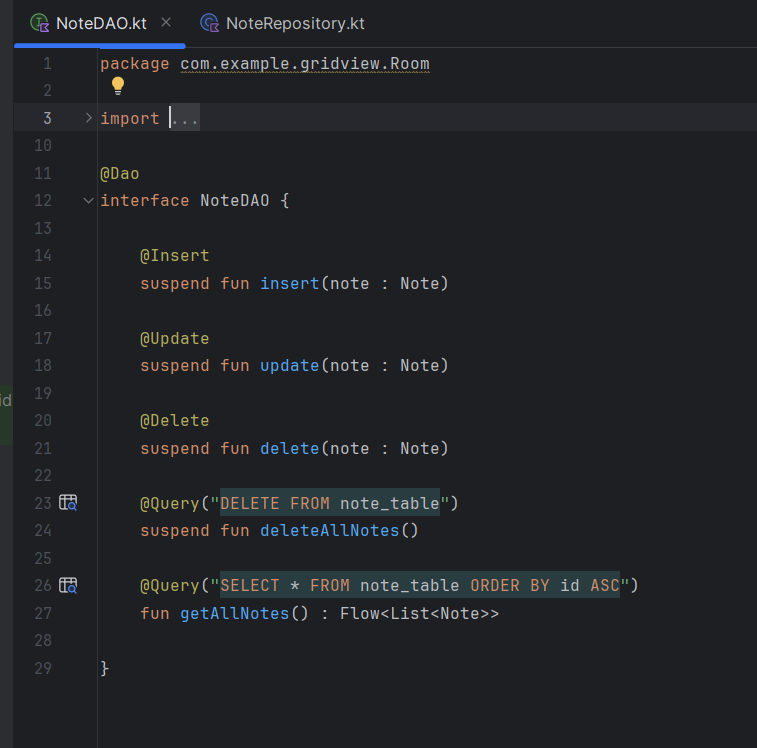 NoteDAO.kt NoteRepository.kt
1 package com.example.gridview.Room
2
3 import ...
10
11 @Dao
12 interface NoteDAO {
13
14 @Insert
15 suspend fun insert(note : Note)
16
17 @Update
18 suspend fun update(note : Note)
19
20 @Delete
21 suspend fun delete(note : Note)
22
23 @Query("DELETE FROM note_table")
24 suspend fun deleteAllNotes()
25
26 @Query("SELECT * FROM note_table ORDER BY id ASC")
27 fun getAllNotes() : Flow<List<Note>>
28
29 }
id